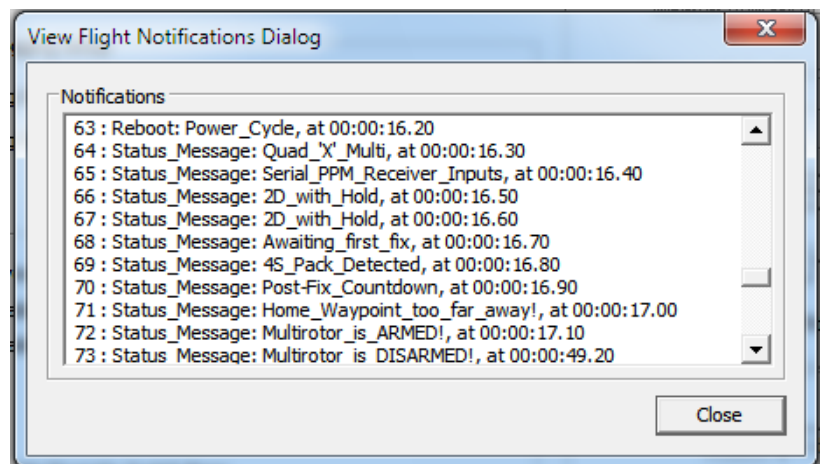 View Flight Notifications Dialog
Notifications
63 : Reboot: Power_Cycle, at 00:00:16.20
64 : Status_Message: Quad_'X'_Multi, at 00:00:16.30
65 : Status_Message: Serial_PPM_Receiver_Inputs, at 00:00:16.40
66 : Status_Message: 2D_with_Hold, at 00:00:16.50
67 : Status_Message: 2D_with_Hold, at 00:00:16.60
68 : Status_Message: Awaiting_first_fix, at 00:00:16.70
69 : Status_Message: 4S_Pack_Detected, at 00:00:16.80
70 : Status_Message: Post-Fix_Countdown, at 00:00:16.90
71 : Status_Message: Home_Waypoint_too_far_away!, at 00:00:17.00
72 : Status_Message: Multirotor_is_ARMED!, at 00:00:17.10
73 : Status_Message: Multirotor_is_DISARMED!, at 00:00:49.20
Close